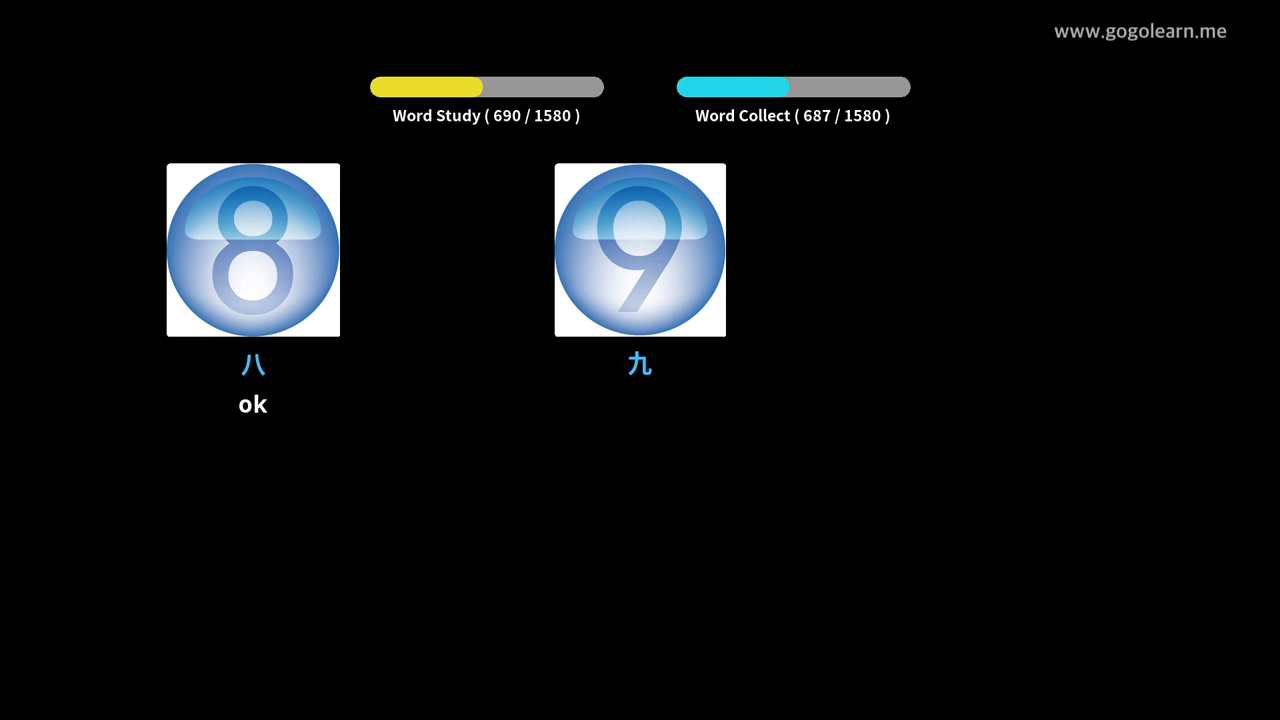 www.gogolearn.me
Word Study ( 690 / 1580 )
Word Collect ( 687 / 1580 )
8
9
八
九
ok